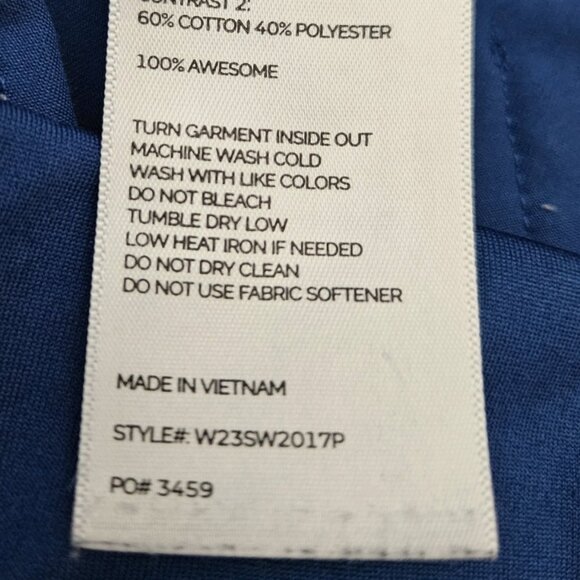 CONTRAST 2:
60% COTTON 40% POLYESTER
100% AWESOME
TURN GARMENT INSIDE OUT
MACHINE WASH COLD
WASH WITH LIKE COLORS
DO NOT BLEACH
TUMBLE DRY LOW
LOW HEAT IRON IF NEEDED
DO NOT DRY CLEAN
DO NOT USE FABRIC SOFTENER
MADE IN VIETNAM
STYLE#: W23SW2017P
PO# 3459